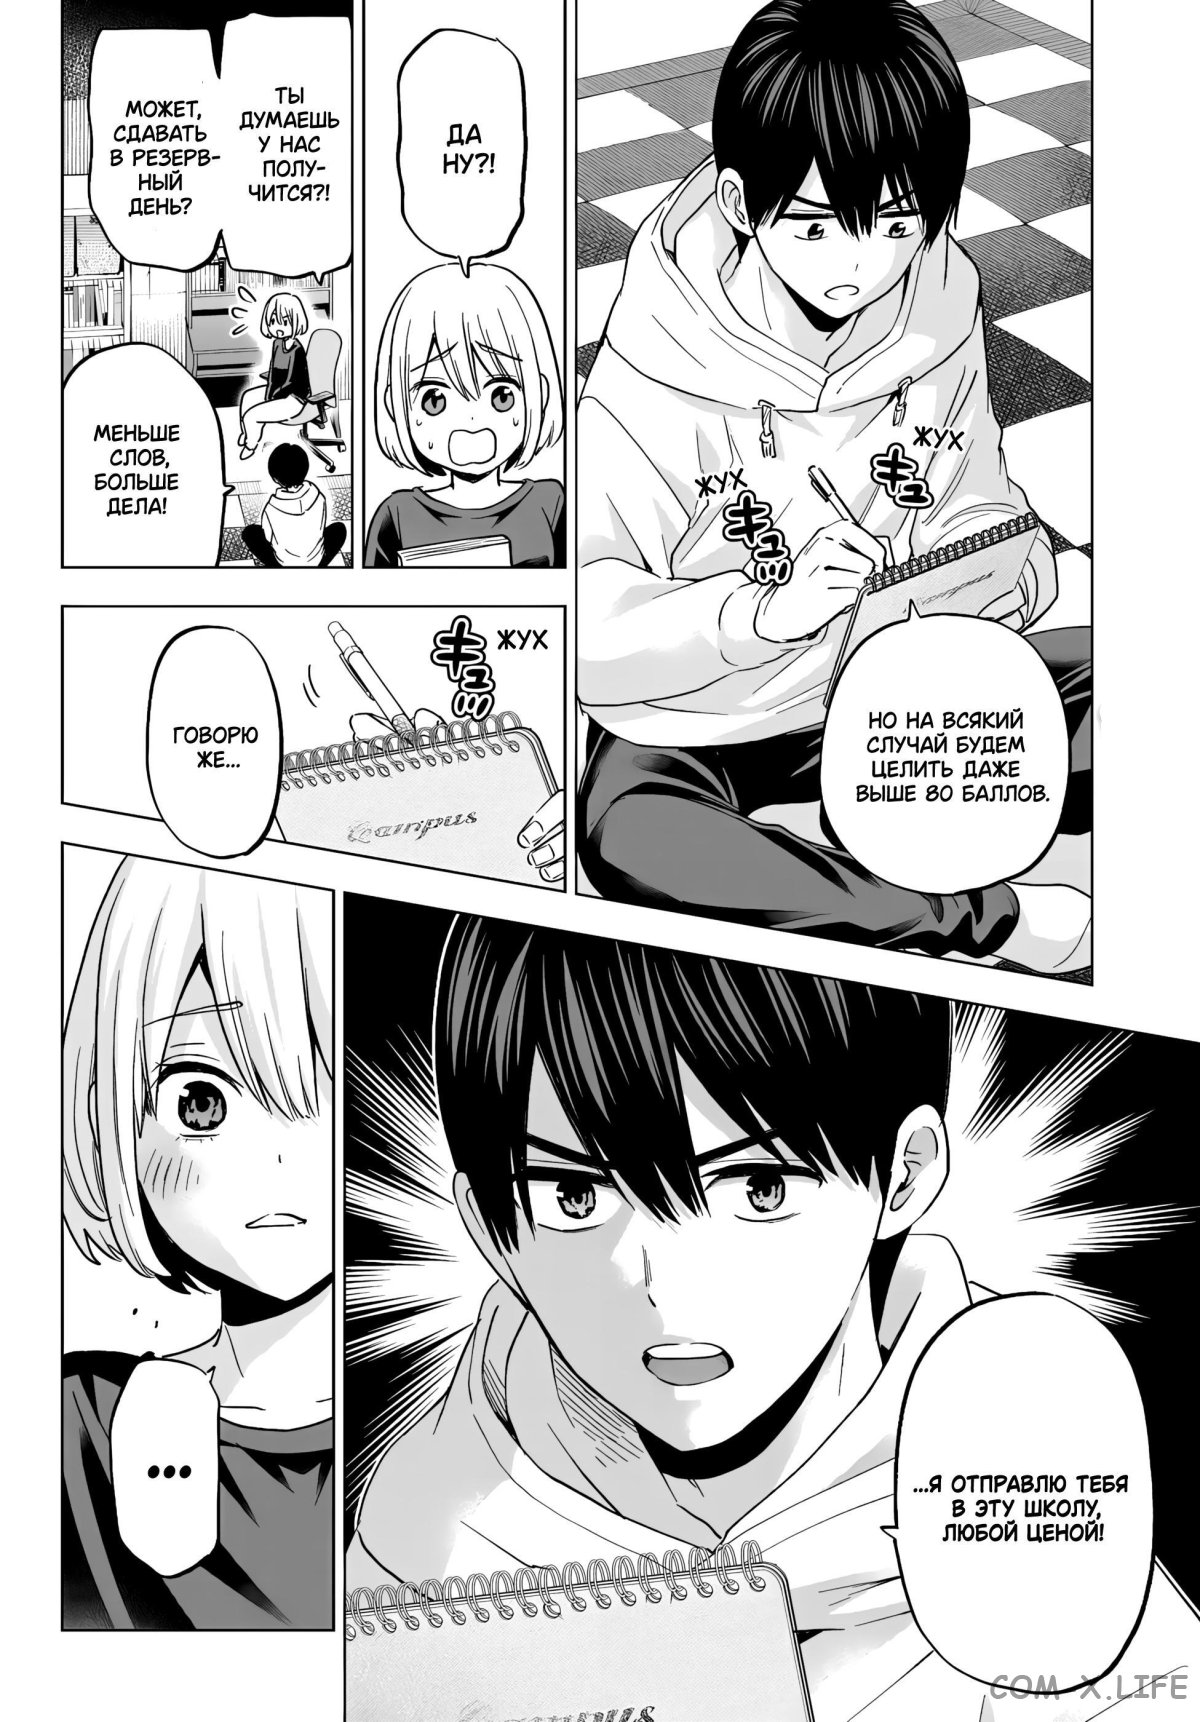 ЖУХ
キュッ
ЖУХ
キュ
Campus
НО НА ВСЯКИЙ
СЛУЧАЙ БУДЕМ
ЦЕЛИТЬ ДАЖЕ
ВЫШЕ 80 БАЛЛОВ.
ДА
НУ?!
ТЫ
ДУМАЕШЬ
У НАС
ПОЛУ-
ЧИТСЯ?!
МОЖЕТ,
СДАВАТЬ
В РЕЗЕРВ-
НЫЙ
ДЕНЬ?
МЕНЬШЕ
СЛОВ,
БОЛЬШЕ
ДЕЛА!
ЖУХ
キュッ
ГОВОРЮ
ЖЕ...
Campus
...Я ОТПРАВЛЮ ТЕБЯ
В ЭТУ ШКОЛУ,
ЛЮБОЙ ЦЕНОЙ!
...
COM X.LIFE